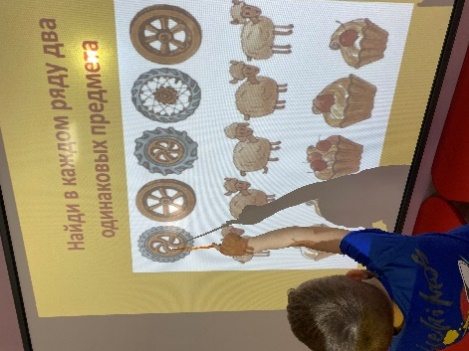 Найди в каждом ряду два
одинаковых предмета